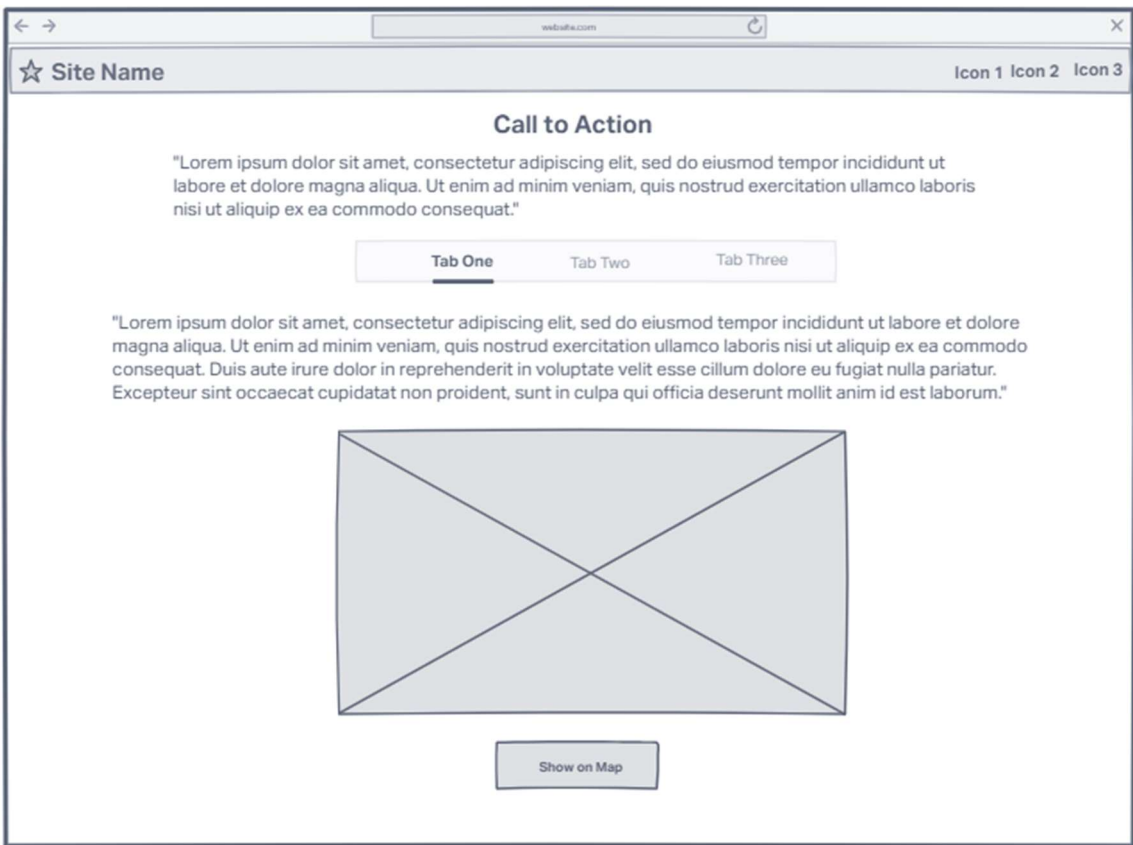 website.com
Site Name
Icon 1 Icon 2 Icon 3
Call to Action
"Lorem ipsum dolor sit amet, consectetur adipiscing elit, sed do eiusmod tempor incididunt ut
labore et dolore magna aliqua. Ut enim ad minim veniam, quis nostrud exercitation ullamco laboris
nisi ut aliquip ex ea commodo consequat."
Tab One Tab Two Tab Three
"Lorem ipsum dolor sit amet, consectetur adipiscing elit, sed do eiusmod tempor incididunt ut labore et dolore
magna aliqua. Ut enim ad minim veniam, quis nostrud exercitation ullamco laboris nisi ut aliquip ex ea commodo
consequat. Duis aute irure dolor in reprehenderit in voluptate velit esse cillum dolore eu fugiat nulla pariatur.
Excepteur sint occaecat cupidatat non proident, sunt in culpa qui officia deserunt mollit anim id est laborum."
Show on Map